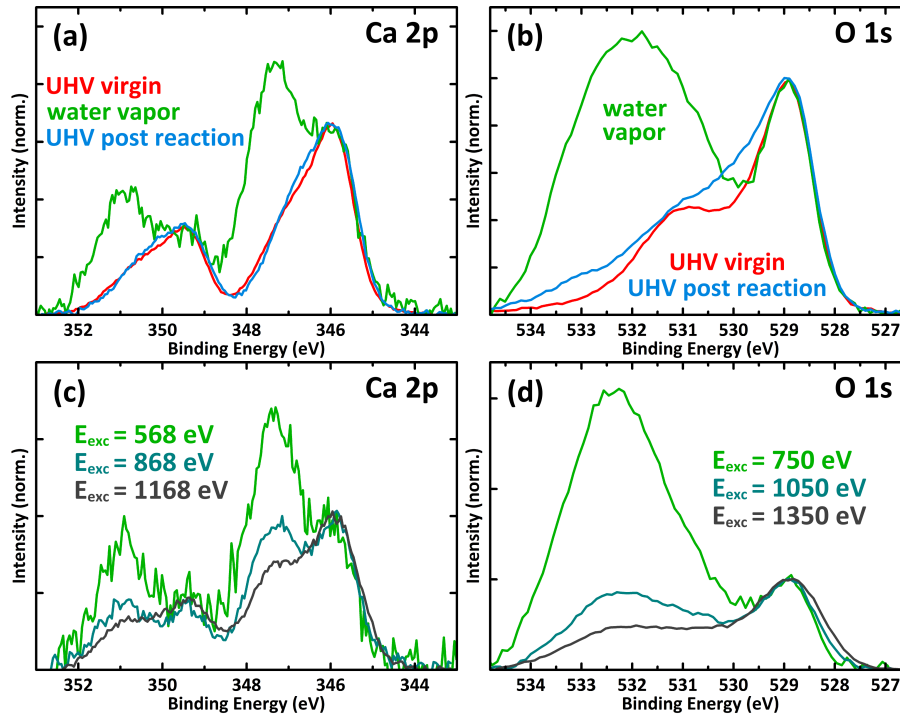 (a)
Ca 2p
UHV virgin
water vapor
UHV post reaction
Intensity (norm.)
352 350 348 346 344
Binding Energy (eV)
(b)
O 1s
water
vapor
UHV virgin
UHV post reaction
Intensity (norm.)
534 533 532 531 530 529 528 527
Binding Energy (eV)
(c)
Ca 2p
Eexc = 568 eV
Eexc = 868 eV
Eexc = 1168 eV
Intensity (norm.)
352 350 348 346 344
Binding Energy (eV)
(d)
O 1s
Eexc = 750 eV
Eexc = 1050 eV
Eexc = 1350 eV
Intensity (norm.)
534 533 532 531 530 529 528 527
Binding Energy (eV)